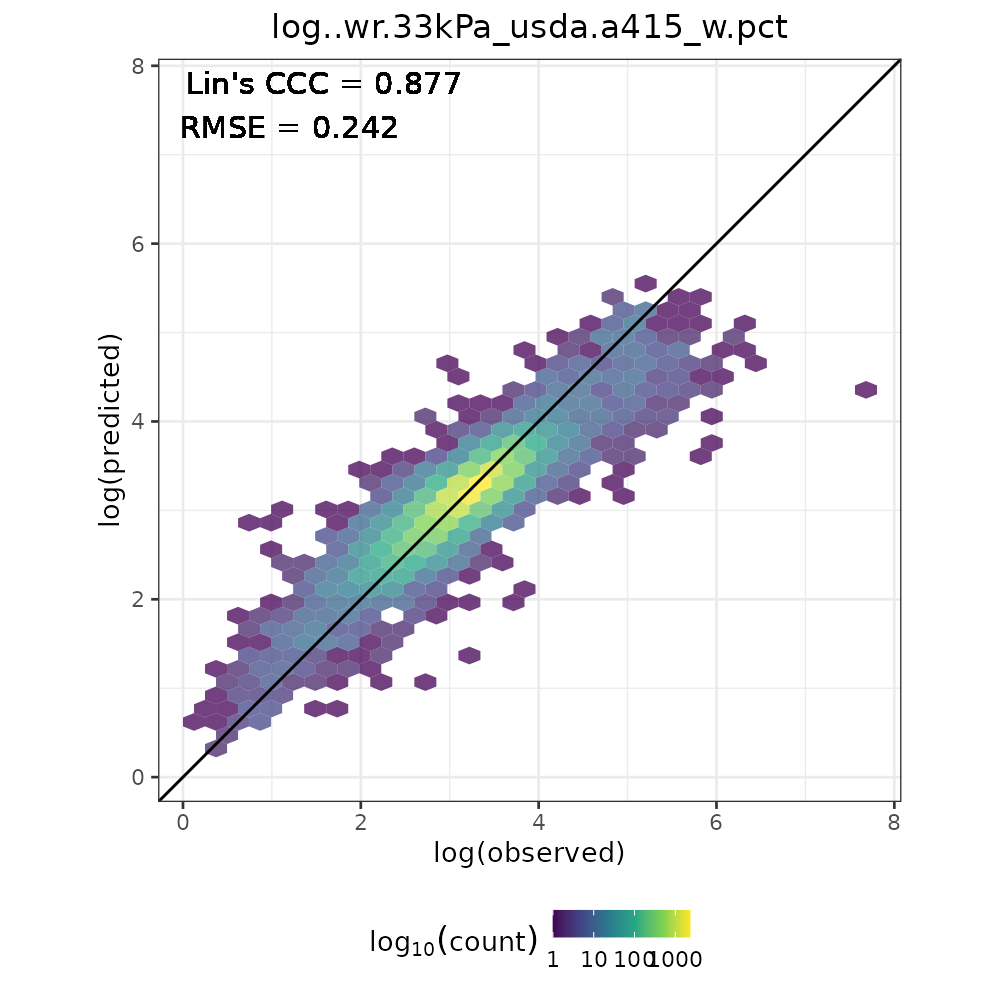 log..wr.33kPa_usda.a415_w.pct
Lin's CCC = 0.877
RMSE = 0.242
8
6
4
2
0
log(predicted)
0 2 4 6 8
log(observed)
log10(count)
1 10 100 1000